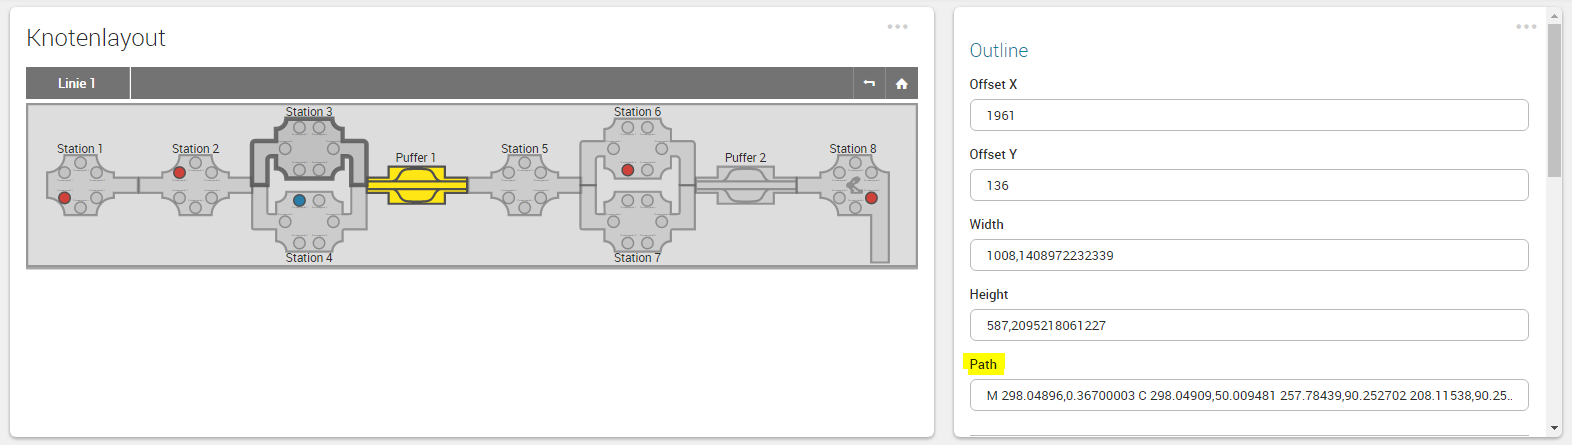 Knotenlayout
Linie 1
Station 3
Station 6
Station 1
Station 2
Puffer 1
Station 5
Puffer 2
Station 8
Station 4
Station 7
Outline
Offset X
1961
Offset Y
136
Width
1008,1408972232339
Height
587,2095218061227
Path
M 298.04896,0.36700003 C 298.04909,50.009481 257.78439,90.252702 208.11538,90.25..